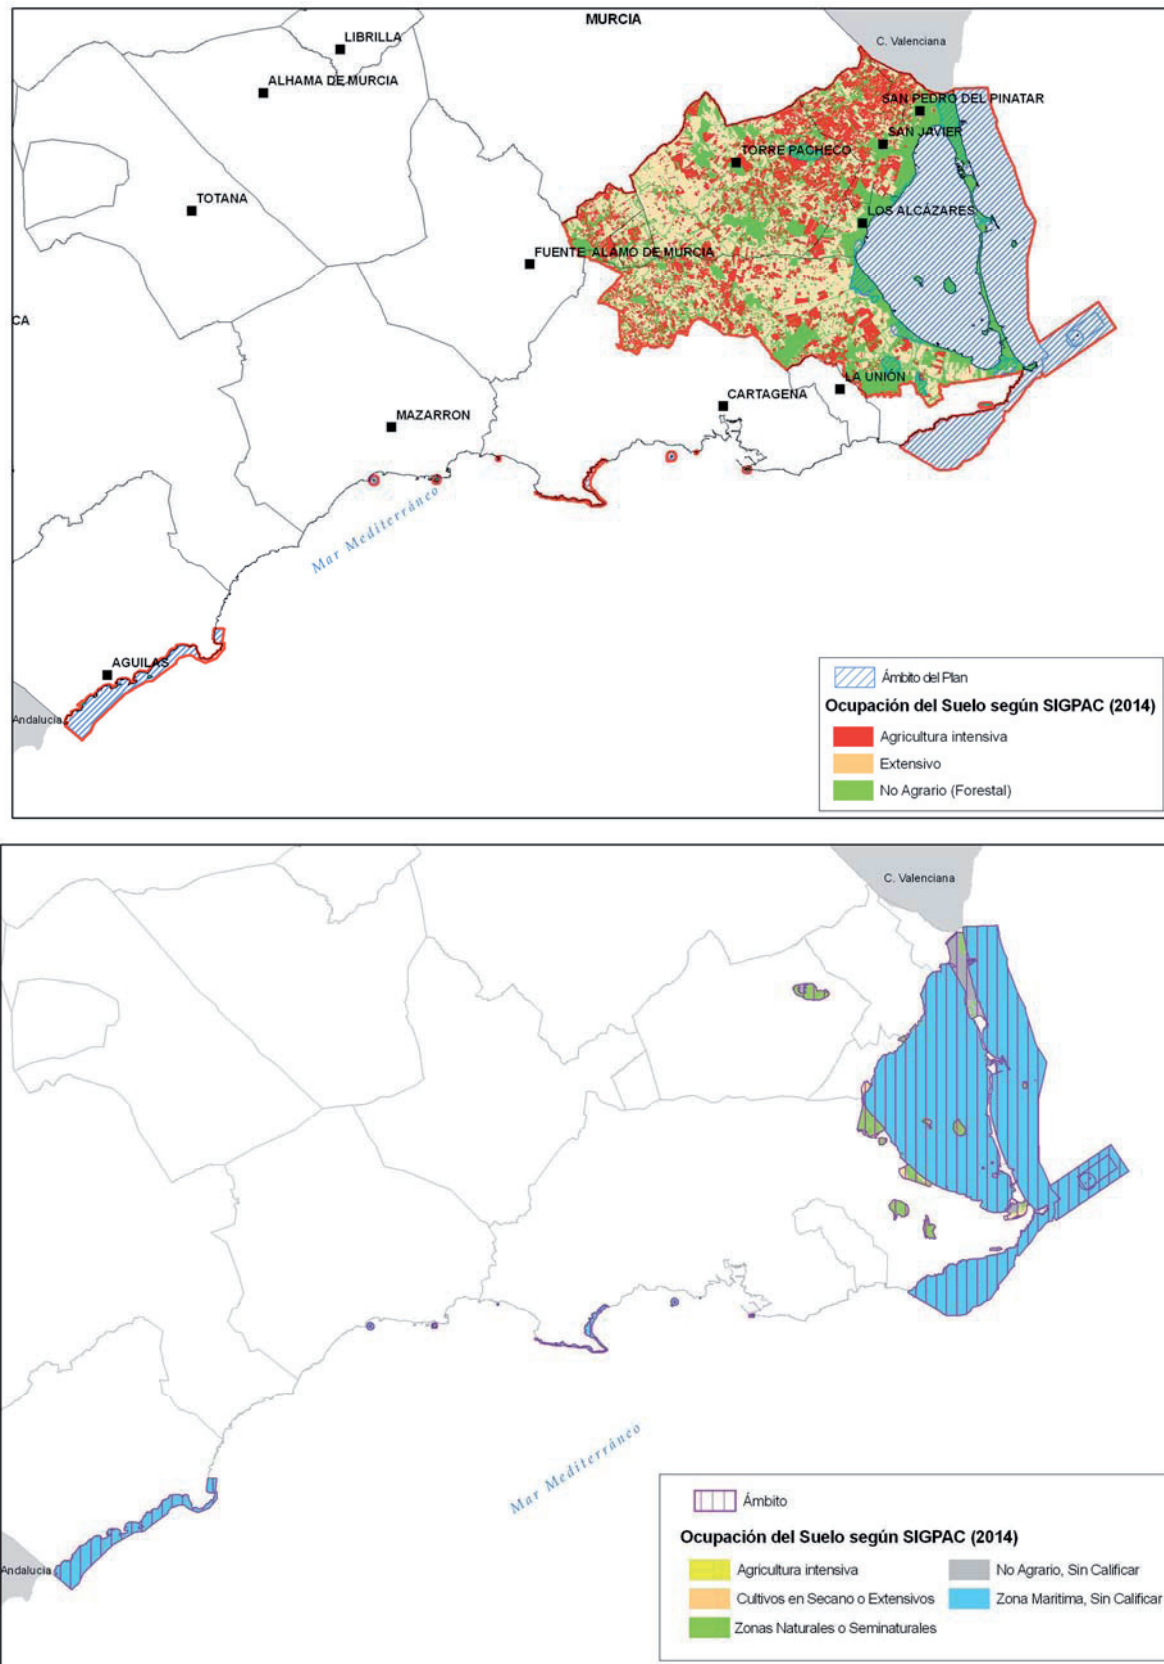 MURCIA
C. Valenciana
LIBRILLA
ALHAMA DE MURCIA
SAN PEDRO DEL PINATAR
SAN JAVIER
TORRE PACHECO
TOTANA
LOS ALCÁZARES
FUENTE ALAMO DE MURCIA
CA
LA UNIÓN
CARTAGENA
MAZARRON
Mar Mediterráneo
AGUILAS
Andalucia
Ámbito del Plan
Ocupación del Suelo según SIGPAC (2014)
Agricultura intensiva
Extensivo
No Agrario (Forestal)
C. Valenciana
Mar Mediterráneo
Andalucia
Ámbito
Ocupación del Suelo según SIGPAC (2014)
Agricultura intensiva
No Agrario, Sin Calificar
Cultivos en Secano o Extensivos
Zona Maritima, Sin Calificar
Zonas Naturales o Seminaturales